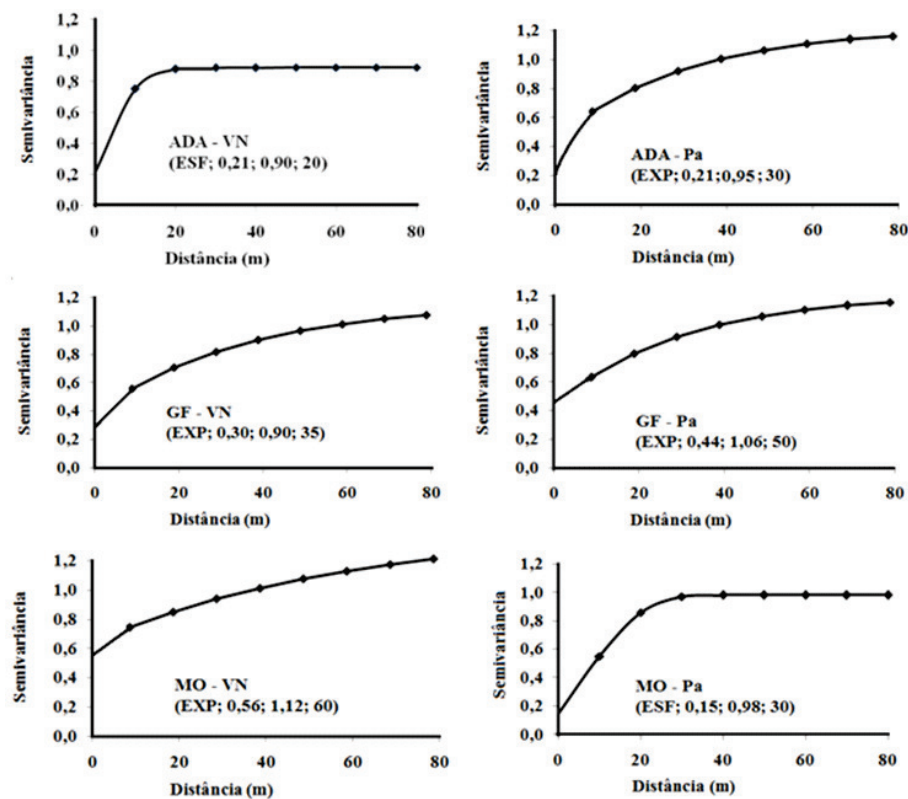 1,2
1,0
0,8
0,6
0,4
0,2
0,0
Semivariância
ADA - VN
(ESF; 0,21; 0,90; 20)
0 20 40 60 80
Distância (m)
1,2
1,0
0,8
0,6
0,4
0,2
0,0
Semivariância
ADA - Pa
(EXP; 0,21;0,95; 30)
0 20 40 60 80
Distância (m)
1,2
1,0
0,8
0,6
0,4
0,2
0,0
Semivariância
GF - VN
(EXP; 0,30; 0,90; 35)
0 20 40 60 80
Distância (m)
1,2
1,0
0,8
0,6
0,4
0,2
0,0
Semivariância
GF - Pa
(EXP; 0,44; 1,06; 50)
0 20 40 60 80
Distância (m)
1,2
1,0
0,8
0,6
0,4
0,2
0,0
Semivariância
MO - VN
(EXP; 0,56; 1,12; 60)
0 20 40 60 80
Distância (m)
1,2
1,0
0,8
0,6
0,4
0,2
0,0
Semivariância
MO - Pa
(ESF; 0,15; 0,98; 30)
0 20 40 60 80
Distância (m)